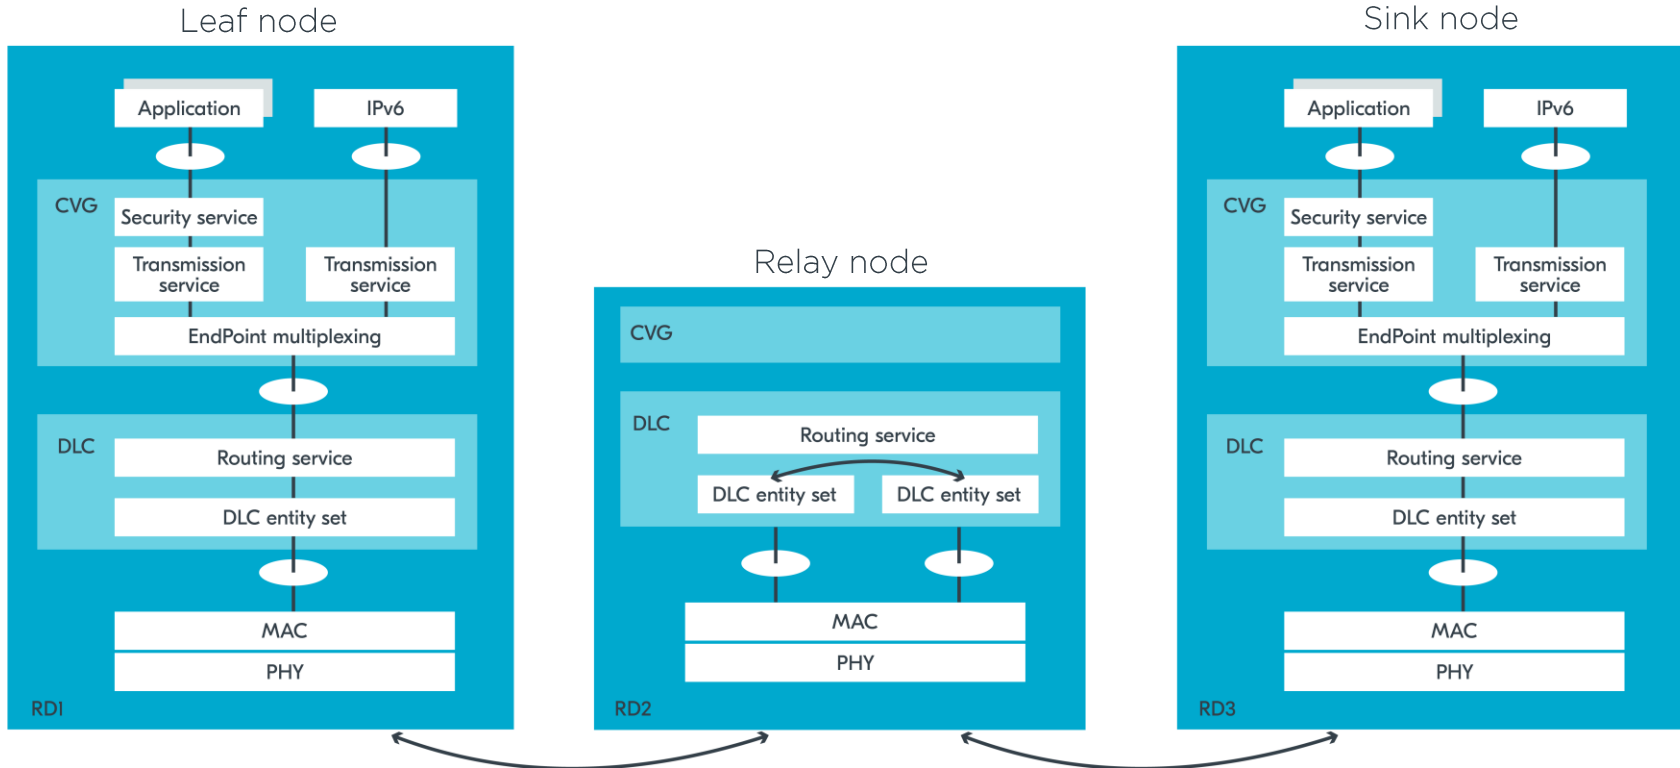 Leaf node
Application
IPv6
CVG
Security service
Transmission
service
Transmission
service
EndPoint multiplexing
DLC
Routing service
DLC entity set
MAC
PHY
RD1
Relay node
CVG
DLC
Routing service
DLC entity set
DLC entity set
MAC
PHY
RD2
Sink node
Application
IPv6
CVG
Security service
Transmission
service
Transmission
service
EndPoint multiplexing
DLC
Routing service
DLC entity set
MAC
PHY
RD3